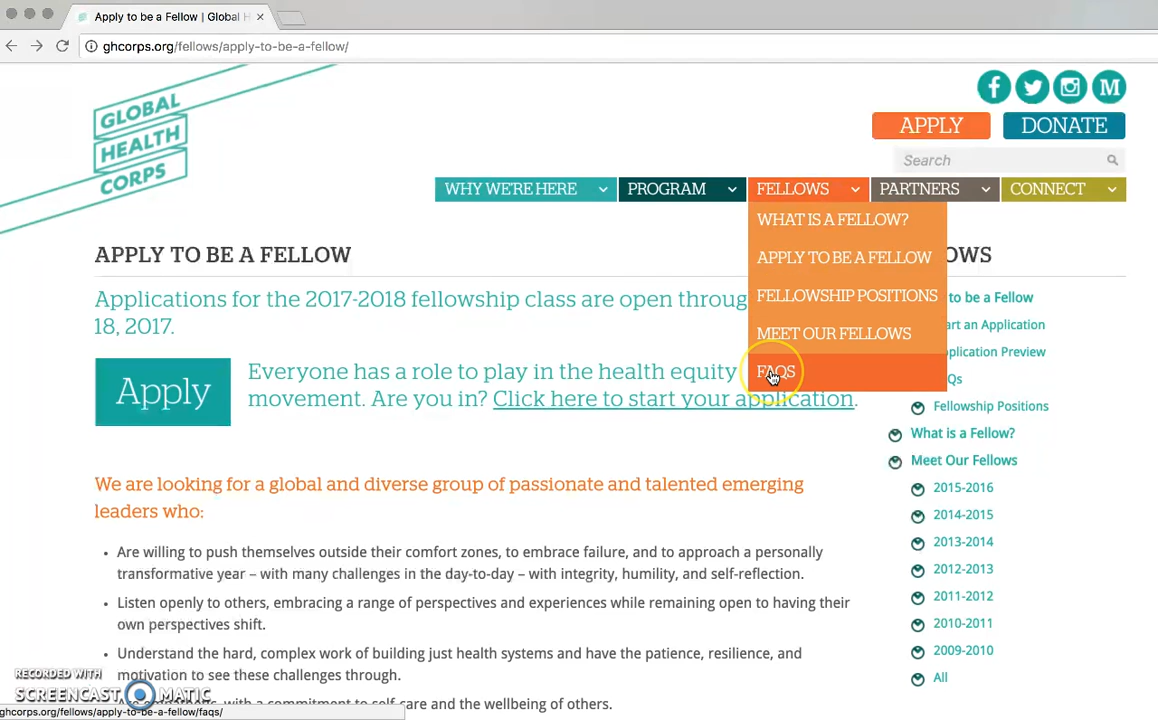 Apply to be a Fellow | Global H
ghcorps.org/fellows/apply-to-be-a-fellow/
GLOBAL
HEALTH
CORPS
M
APPLY
DONATE
Search
WHY WE'RE HERE
PROGRAM
FELLOWS
PARTNERS
CONNECT
WHAT IS A FELLOW?
APPLY TO BE A FELLOW
FELLOWSHIP POSITIONS
MEET OUR FELLOWS
FAQS
APPLY TO BE A FELLOW
Applications for the 2017-2018 fellowship class are open throug
18, 2017.
Apply
Everyone has a role to play in the health equity
movement. Are you in? Click here to start your application.
We are looking for a global and diverse group of passionate and talented emerging
leaders who:
• Are willing to push themselves outside their comfort zones, to embrace failure, and to approach a personally
transformative year – with many challenges in the day-to-day – with integrity, humility, and self-reflection.
• Listen openly to others, embracing a range of perspectives and experiences while remaining open to having their
own perspectives shift.
• Understand the hard, complex work of building just health systems and have the patience, resilience, and
motivation to see these challenges through.
Are empathic, with a commitment to self-care and the wellbeing of others.
OWS
to be a Fellow
art an Application
pplication Preview
Qs
Fellowship Positions
What is a Fellow?
Meet Our Fellows
2015-2016
2014-2015
2013-2014
2012-2013
2011-2012
2010-2011
2009-2010
All
RECORDED WITH
SCREENCAST MATIC
ghcorps.org/fellows/apply-to-be-a-fellow/faqs/